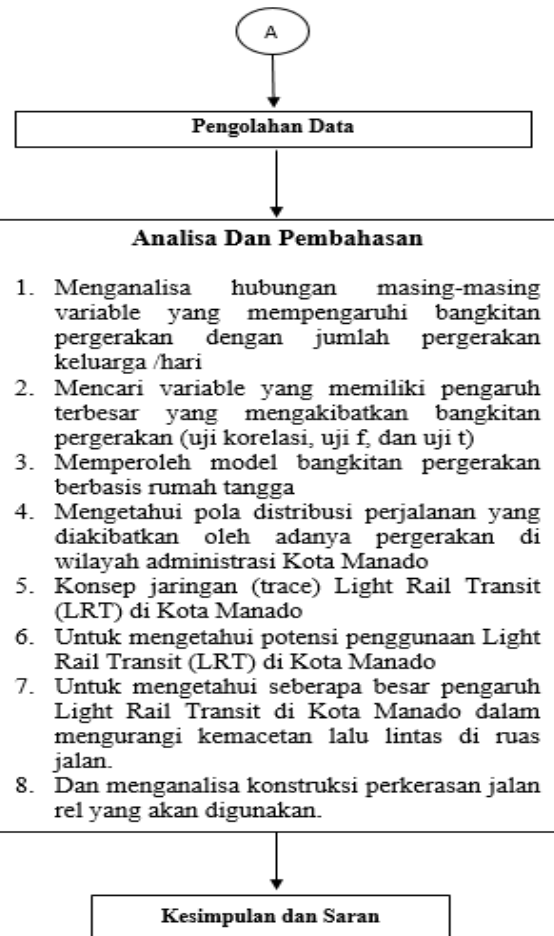 A
Pengolahan Data
Analisa Dan Pembahasan
1. Menganalisa hubungan masing-masing
variable yang mempengaruhi bangkitan
pergerakan dengan jumlah pergerakan
keluarga /hari
2. Mencari variable yang memiliki pengaruh
terbesar yang mengakibatkan bangkitan
pergerakan (uji korelasi, uji f, dan uji t)
3. Memperoleh model bangkitan pergerakan
berbasis rumah tangga
4. Mengetahui pola distribusi perjalanan yang
diakibatkan oleh adanya pergerakan di
wilayah administrasi Kota Manado
5. Konsep jaringan (trace) Light Rail Transit
(LRT) di Kota Manado
6. Untuk mengetahui potensi penggunaan Light
Rail Transit (LRT) di Kota Manado
7. Untuk mengetahui seberapa besar pengaruh
Light Rail Transit di Kota Manado dalam
mengurangi kemacetan lalu lintas di ruas
jalan.
8. Dan menganalisa konstruksi perkerasan jalan
rel yang akan digunakan.
Kesimpulan dan Saran